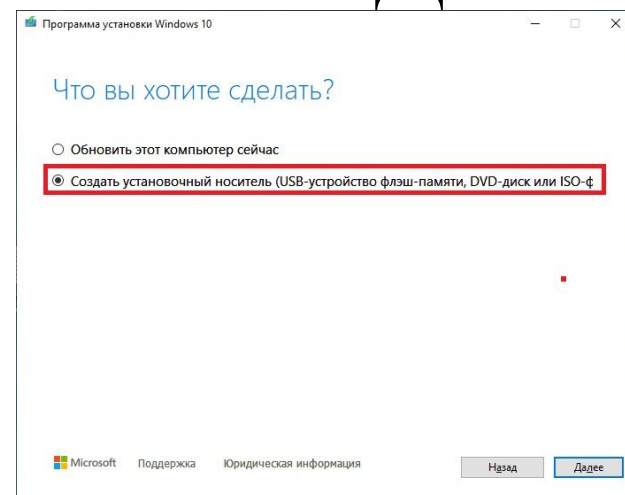 Программа установки Windows 10
Что вы хотите сделать?
Обновить этот компьютер сейчас
Создать установочный носитель (USB-устройство флэш-памяти, DVD-диск или ISO-ф
Microsoft Поддержка Юридическая информация Назад Далее